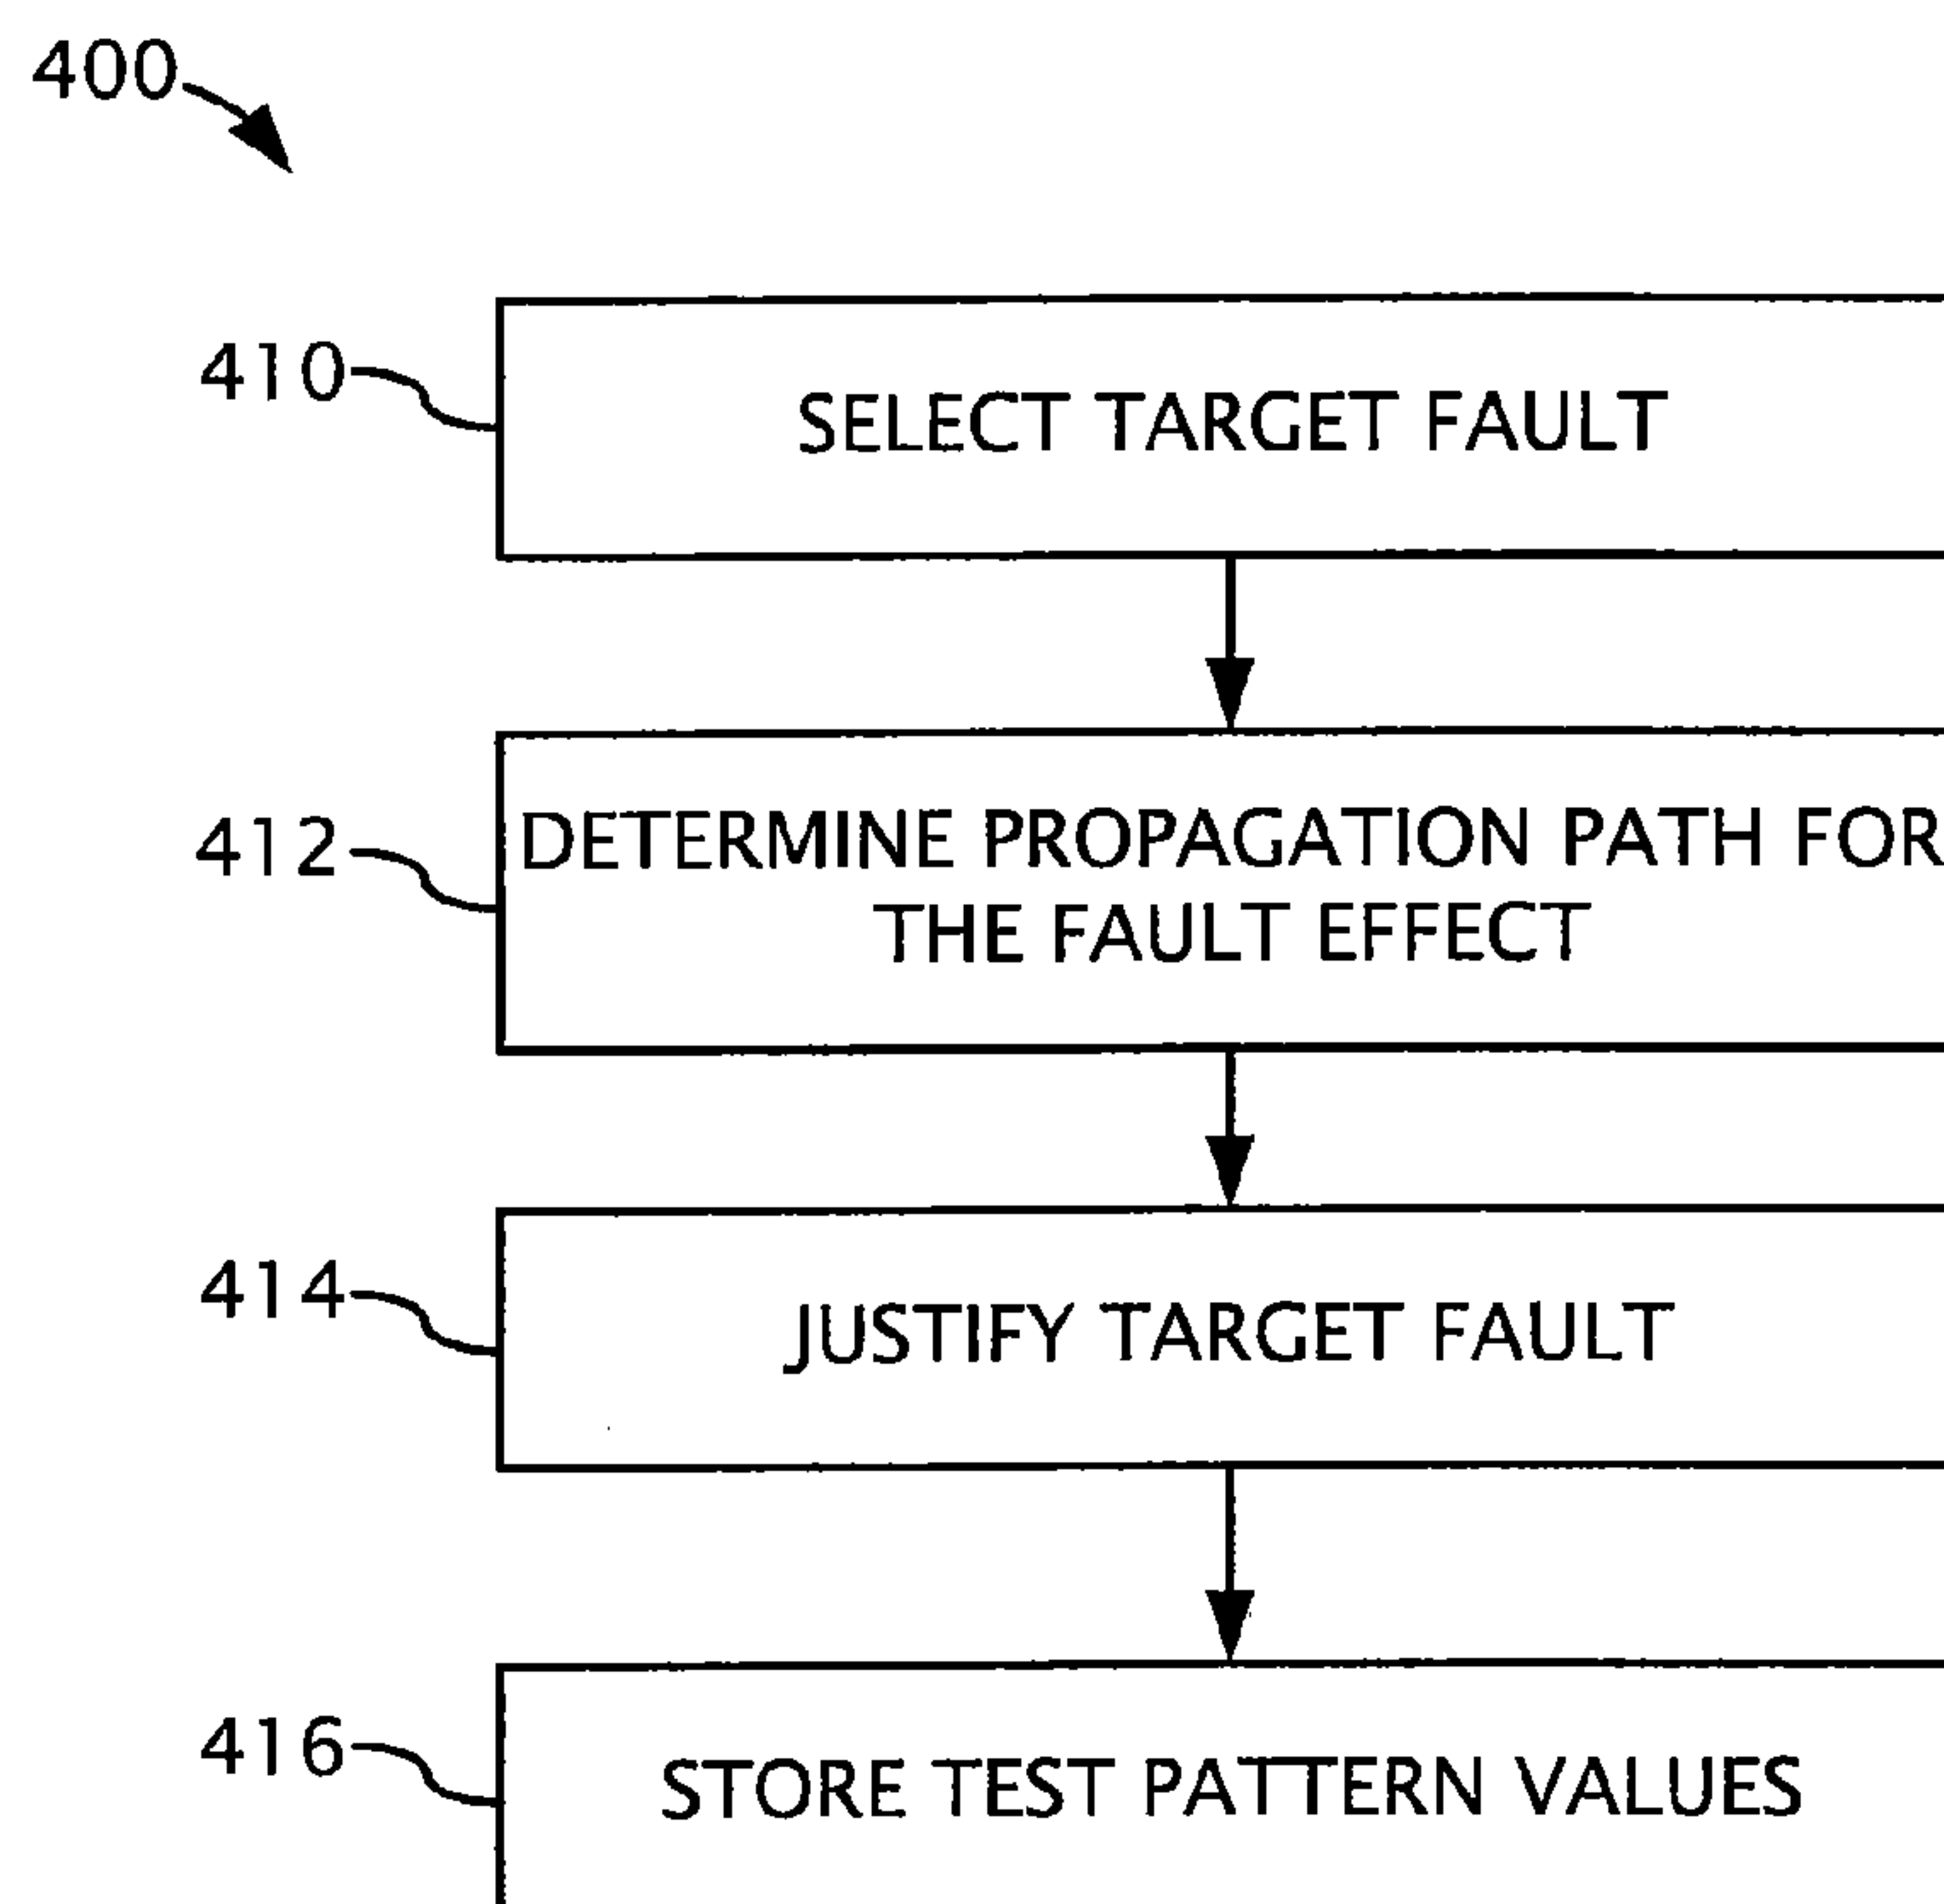 400
410
SELECT TARGET FAULT
412
DETERMINE PROPAGATION PATH FOR
THE FAULT EFFECT
414
JUSTIFY TARGET FAULT
416
STORE TEST PATTERN VALUES